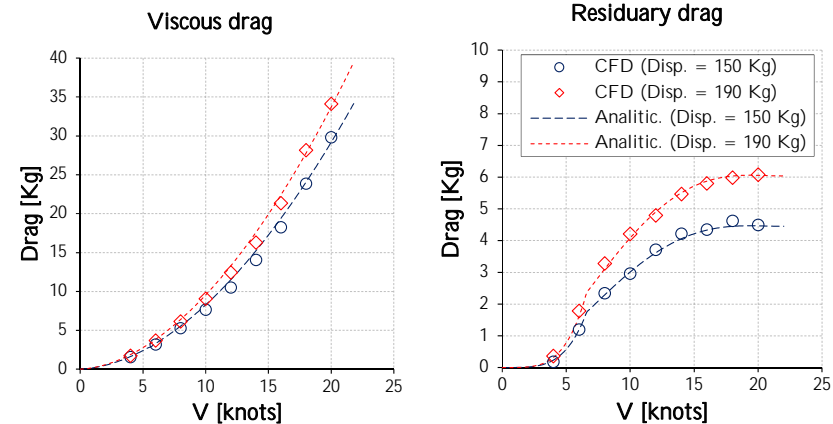 Viscous drag
Drag [Kg]
40
35
30
25
20
15
10
5
0
0 5 10 15 20 25
V [knots]
Residuary drag
Drag [Kg]
10
9
8
7
6
5
4
3
2
1
0
0 5 10 15 20 25
V [knots]
CFD (Disp. = 150 Kg)
CFD (Disp. = 190 Kg)
Analitic. (Disp. = 150 Kg)
Analitic. (Disp. = 190 Kg)